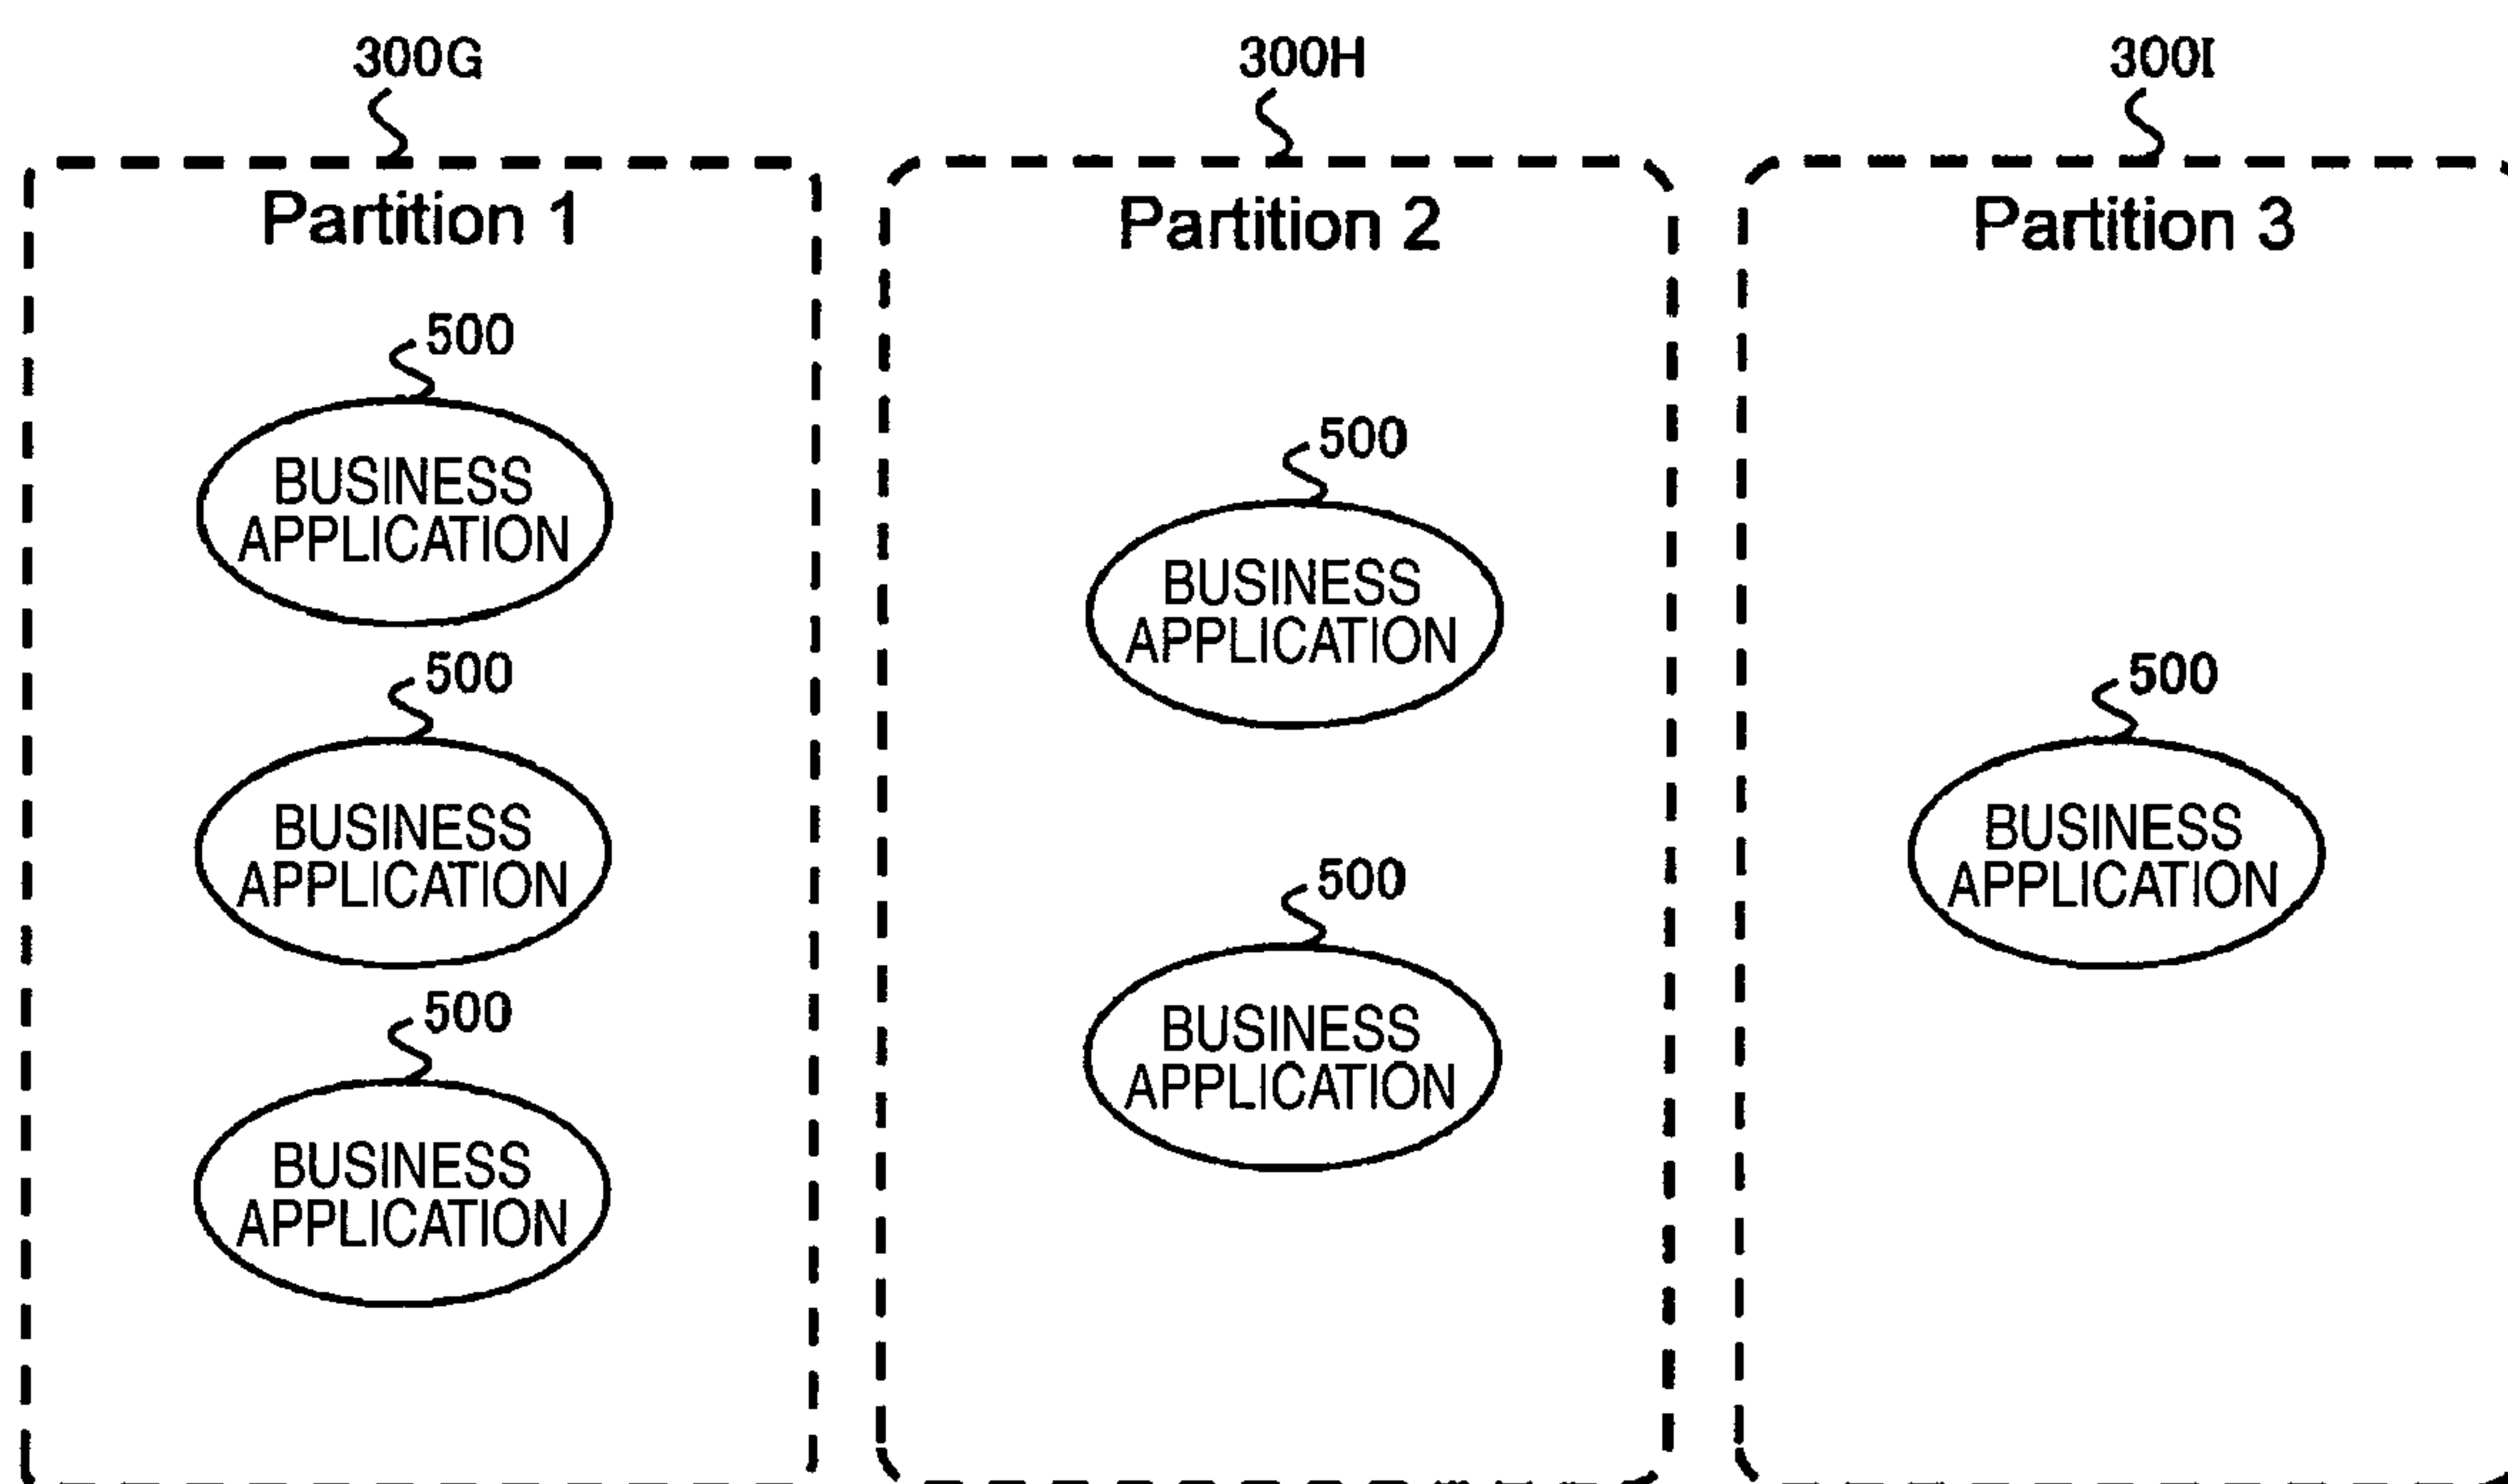 300G
Partition 1
500
BUSINESS
APPLICATION
500
BUSINESS
APPLICATION
500
BUSINESS
APPLICATION
300H
Partition 2
500
BUSINESS
APPLICATION
500
BUSINESS
APPLICATION
300I
Partition 3
500
BUSINESS
APPLICATION